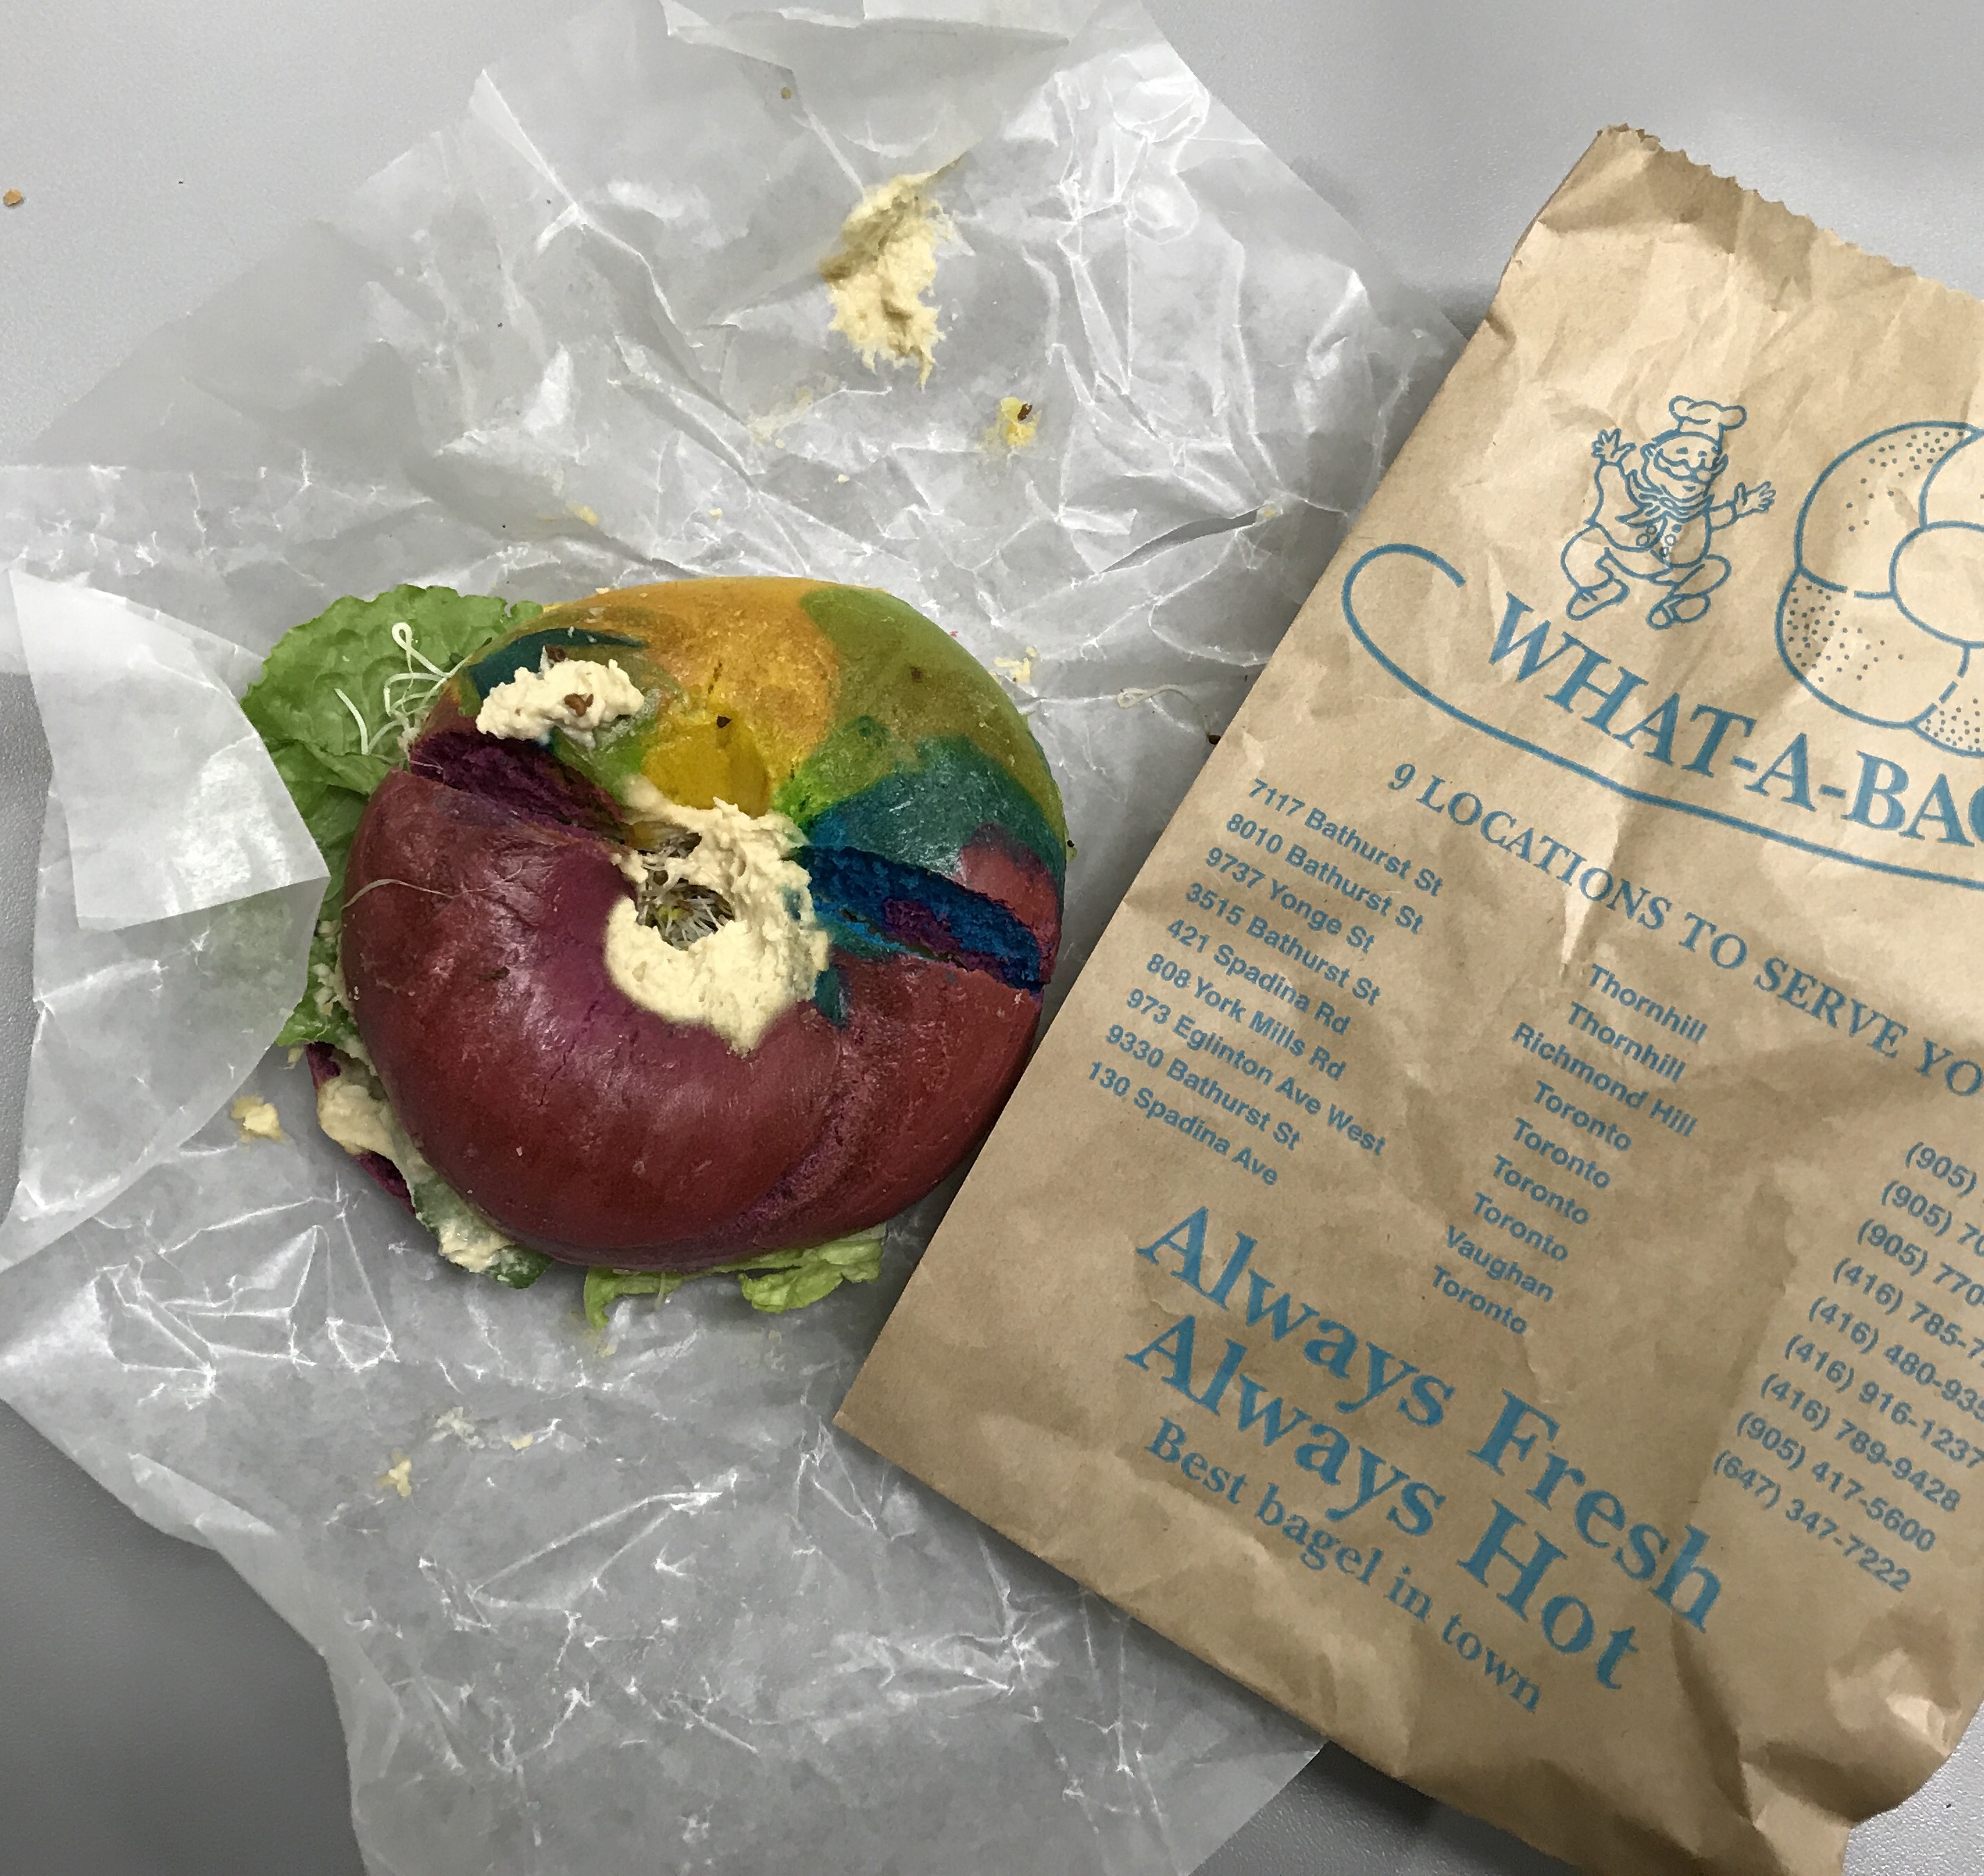 WHAT-A-BAG
9 LOCATIONS TO SERVE YO
7117 Bathurst St Thornhill (905)
8010 Bathurst St Thornhill (905) 70
9737 Yonge St Richmond Hill (905) 770-
3515 Bathurst St Toronto (416) 785-7
421 Spadina Rd Toronto (416) 480-935
808 York Mills Rd Toronto (416) 916-1237
973 Eglinton Ave West Toronto (416) 789-9428
9330 Bathurst St Vaughan (905) 417-5600
130 Spadina Ave Toronto (647) 347-7222
Always Fresh
Always Hot
Best bagel in town